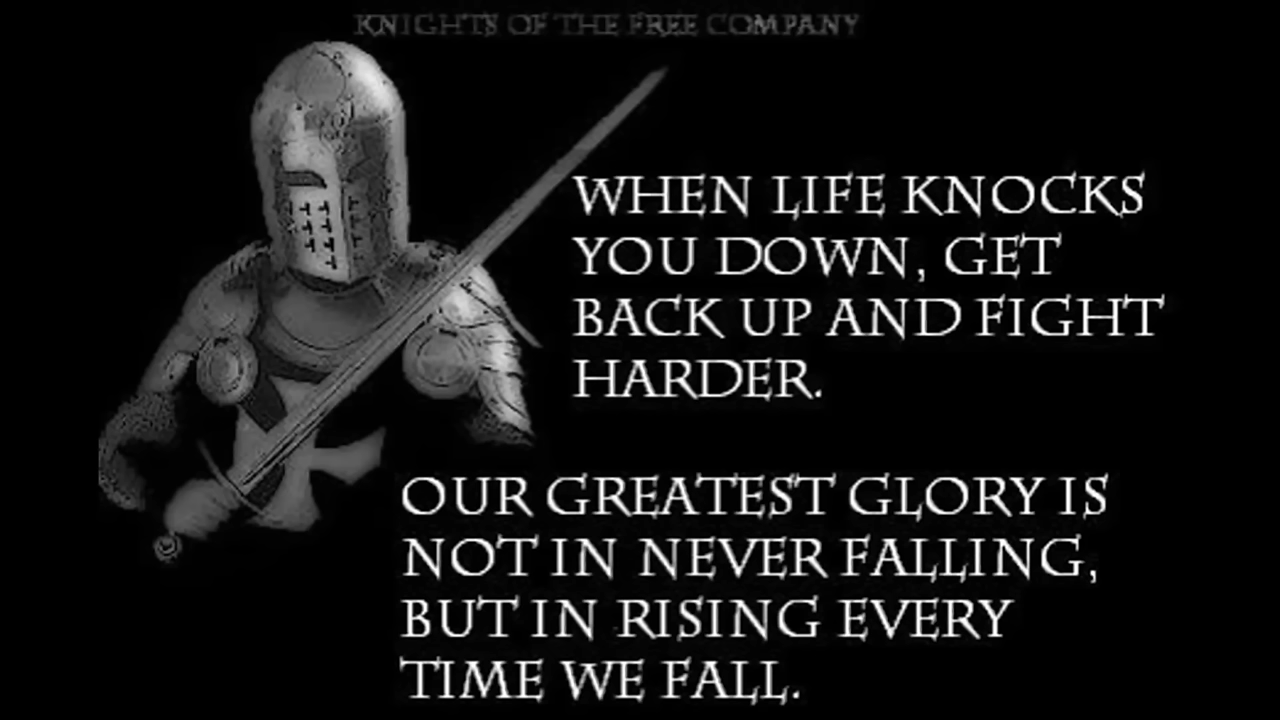 KNIGHTS OF THE FREE COMPANY
WHEN LIFE KNOCKS
YOU DOWN, GET
BACK UP AND FIGHT
HARDER.
OUR GREATEST GLORY IS
NOT IN NEVER FALLING,
BUT IN RISING EVERY
TIME WE FALL.